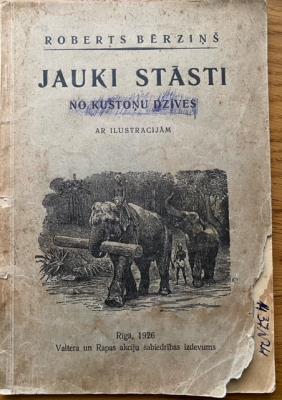 ROBERTS BĒRZIŅŠ
JAUKI STĀSTI
NO KUSTOŅU DZĪVES
AR ILUSTRACIJĀM
Rīgā, 1926
Valtera un Rapas akciju sabiedrības izdevums